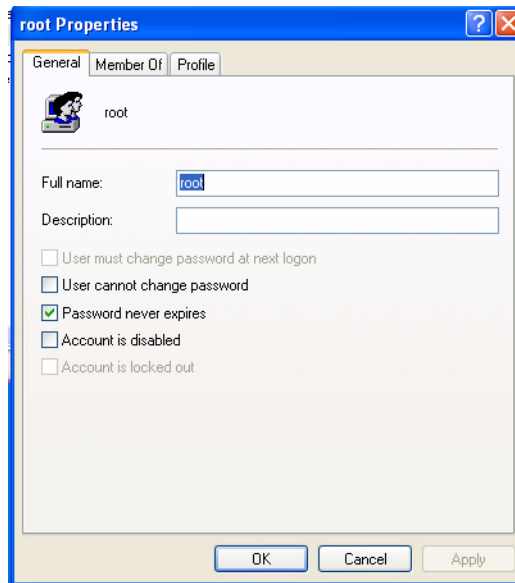 root Properties
General Member Of Profile
root
Full name: root
Description:
User must change password at next logon
User cannot change password
Password never expires
Account is disabled
Account is locked out
OK Cancel Apply